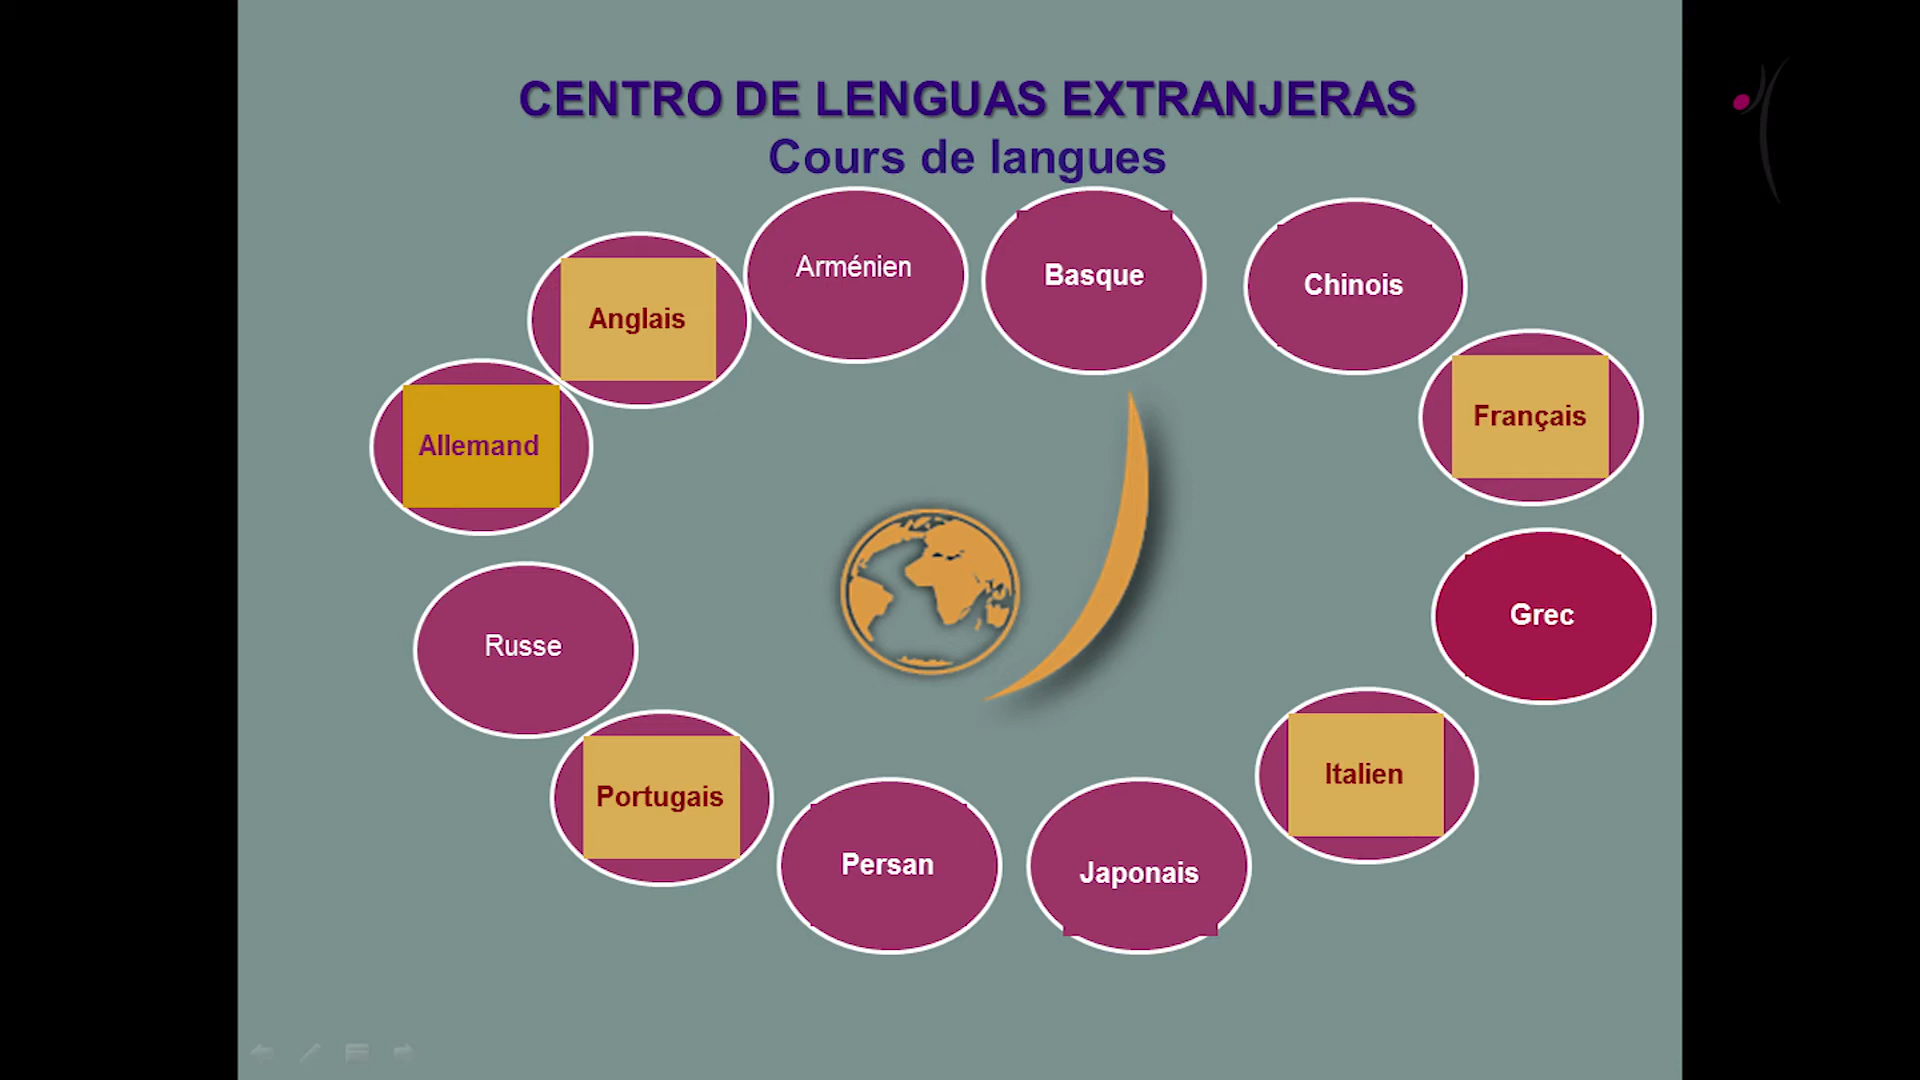 CENTRO DE LENGUAS EXTRANJERAS
Cours de langues
Arménien
Basque
Chinois
Anglais
Français
Allemand
Grec
Russe
Italien
Portugais
Persan
Japonais